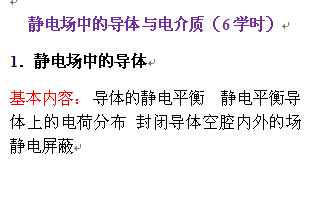 静电场中的导体与电介质（6学时）
1．静电场中的导体
基本内容：导体的静电平衡　静电平衡导
体上的电荷分布 封闭导体空腔内外的场
静电屏蔽